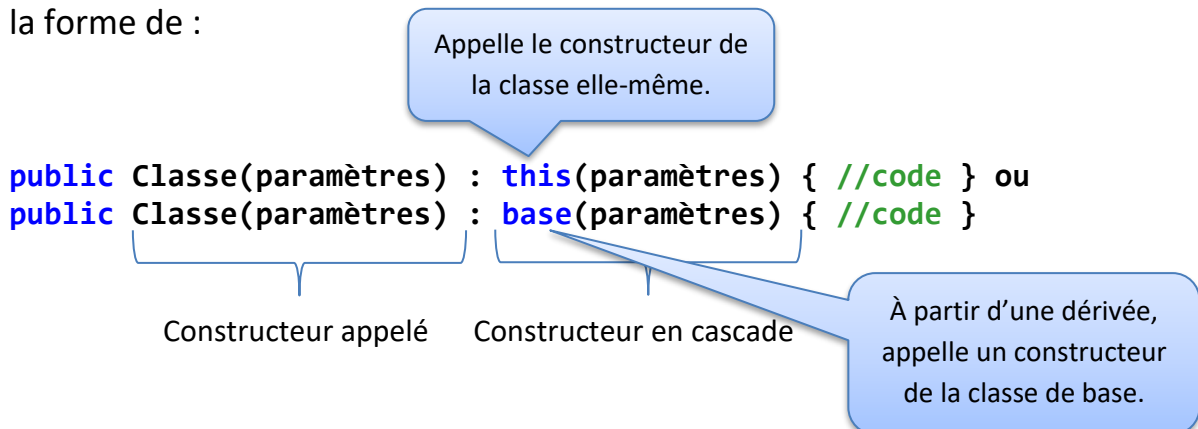 la forme de :
Appelle le constructeur de
la classe elle-même.
public Classe(paramètres) : this(paramètres) { //code } ou
public Classe(paramètres) : base(paramètres) { //code }
Constructeur appelé
Constructeur en cascade
À partir d’une dérivée,
appelle un constructeur
de la classe de base.